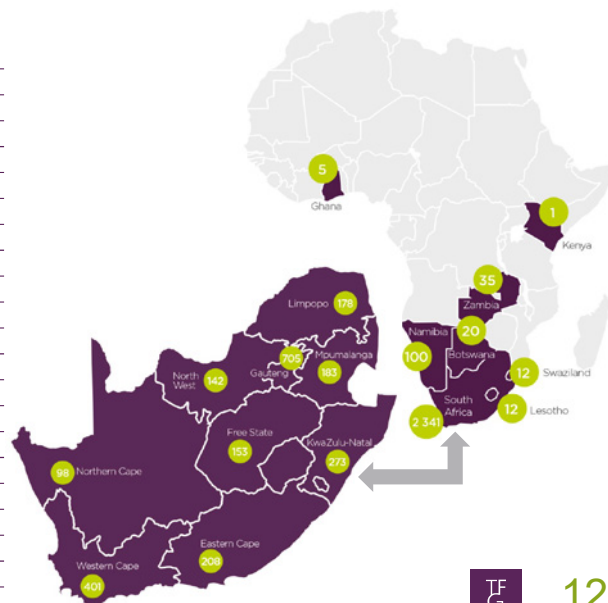 5
Ghana
1
Kenya
35
Zambia
20
Botswana
Namibia
100
12
Swaziland
12
Lesotho
South
Africa
2 341
Limpopo
178
Mpumalanga
183
705
Gauteng
North
West
142
Free State
153
KwaZulu-Natal
273
98
Northern Cape
Eastern Cape
208
Western Cape
401
TF
G
12